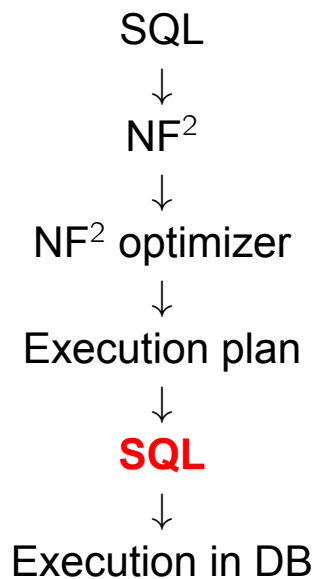 SQL
↓
NF²
↓
NF² optimizer
↓
Execution plan
↓
SQL
↓
Execution in DB